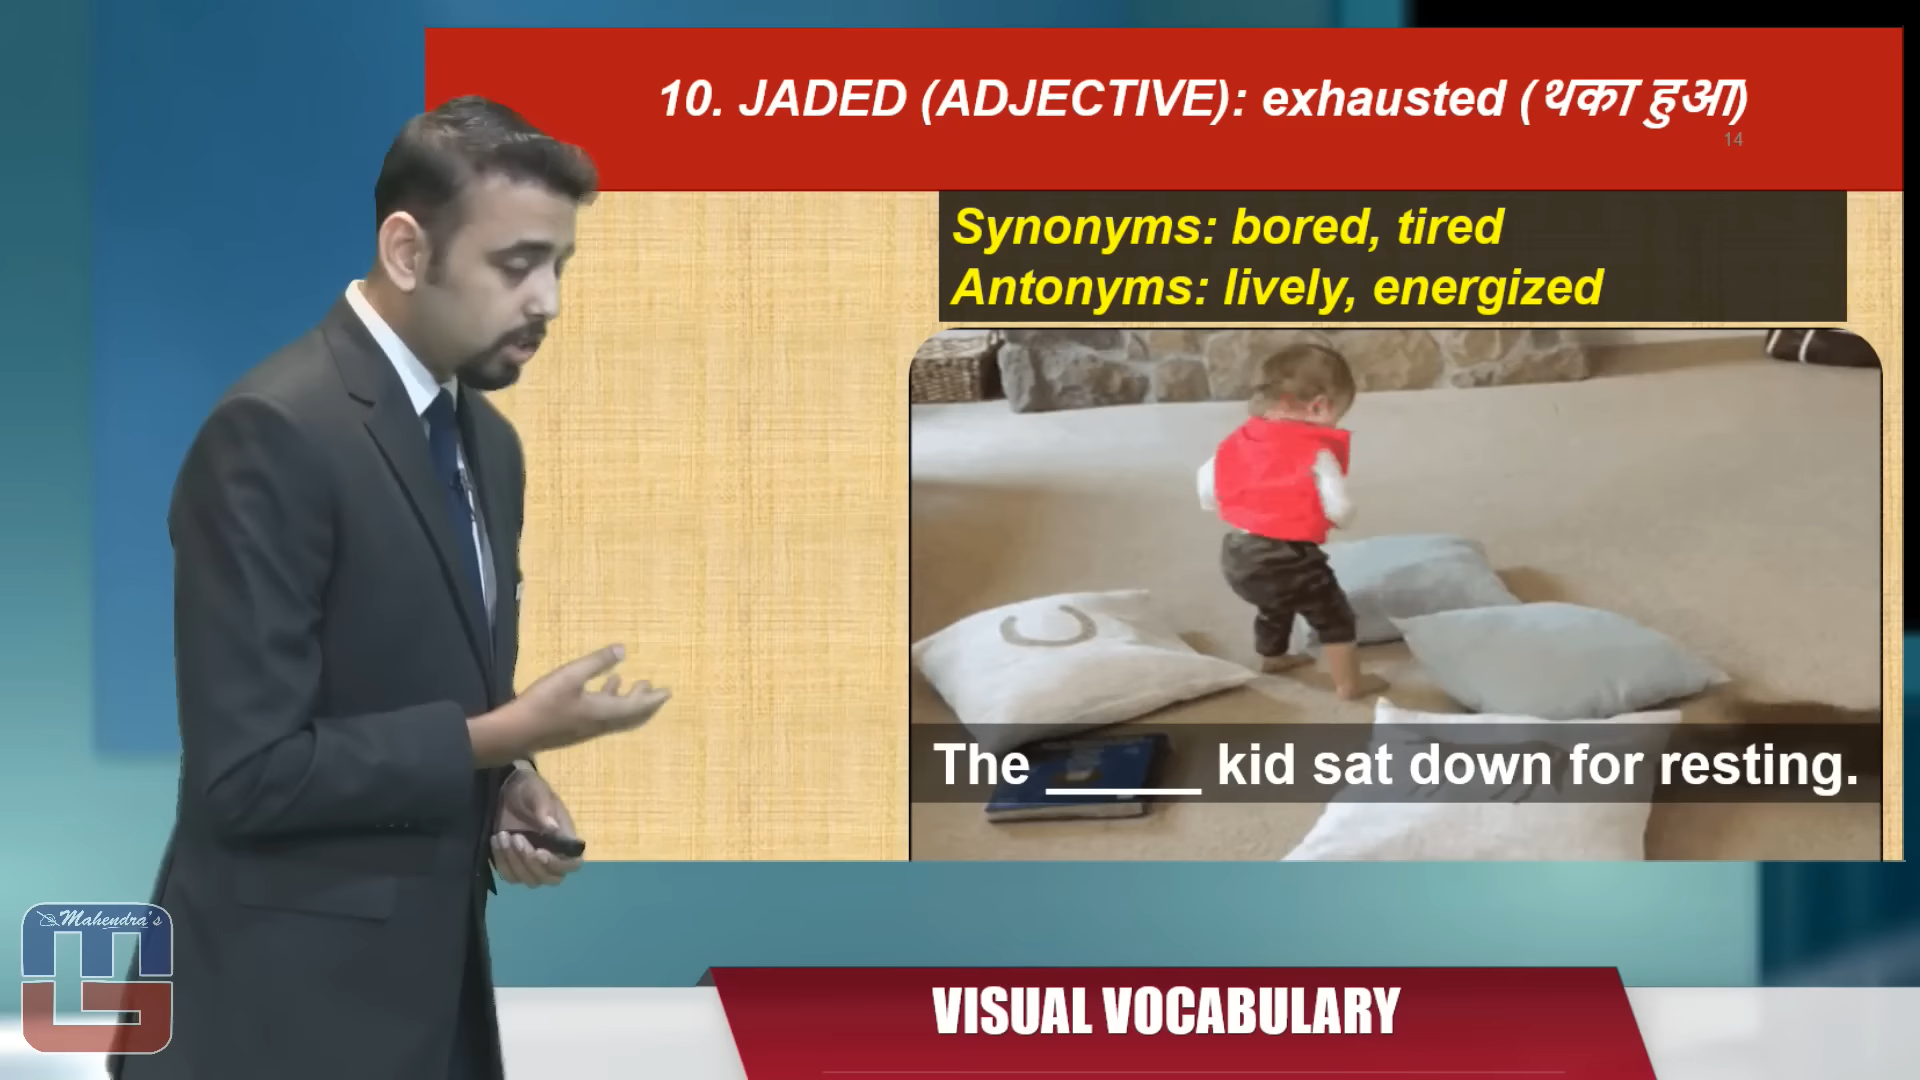 10. JADED (ADJECTIVE): exhausted (थका हुआ)
14
Synonyms: bored, tired
Antonyms: lively, energized
The _____ kid sat down for resting.
Mahendra's
VISUAL VOCABULARY